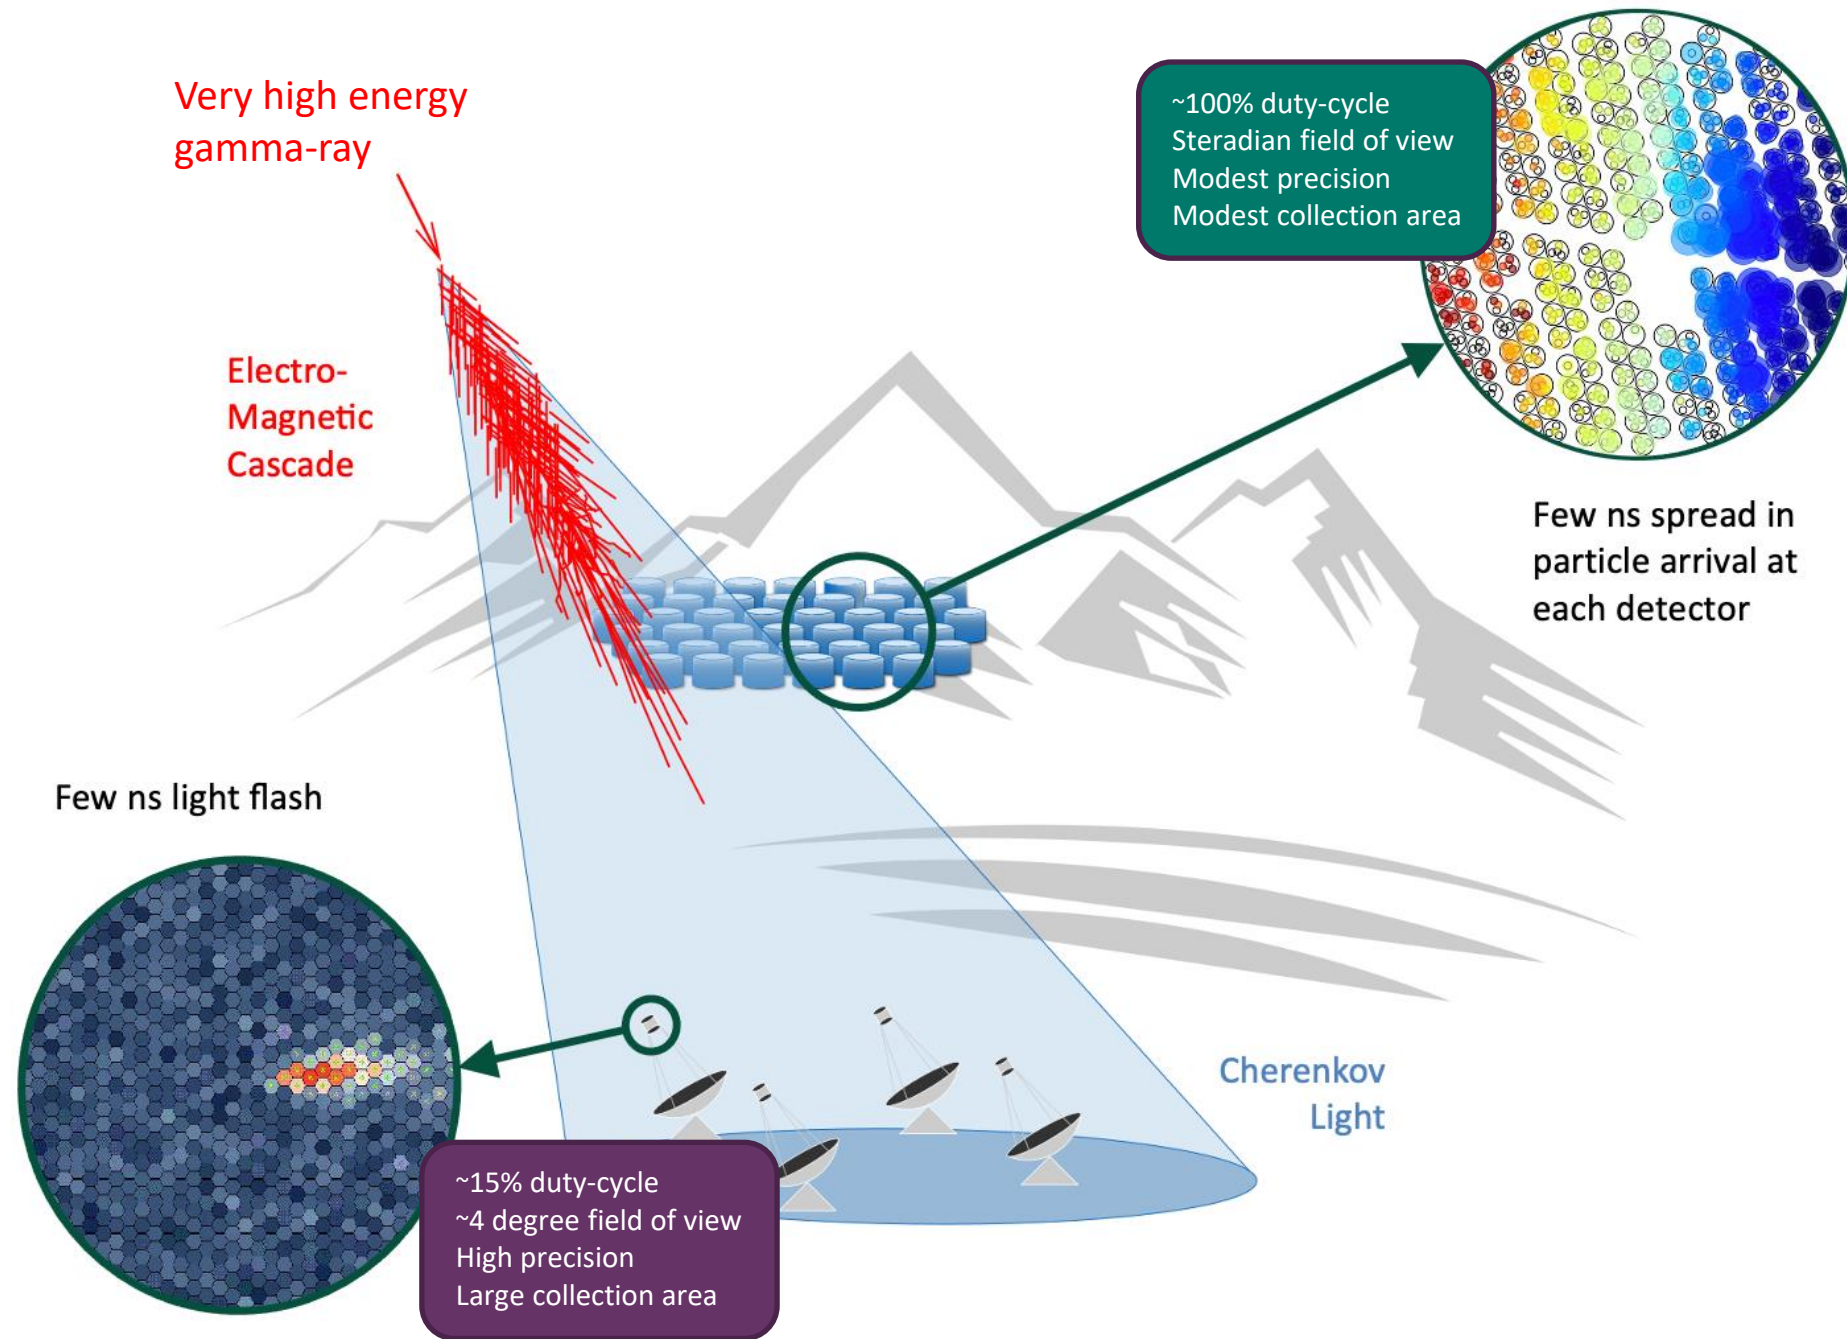 Very high energy
gamma-ray
~100% duty-cycle
Steradian field of view
Modest precision
Modest collection area
Electro-
Magnetic
Cascade
Few ns spread in
particle arrival at
each detector
Few ns light flash
Cherenkov
Light
~15% duty-cycle
~4 degree field of view
High precision
Large collection area